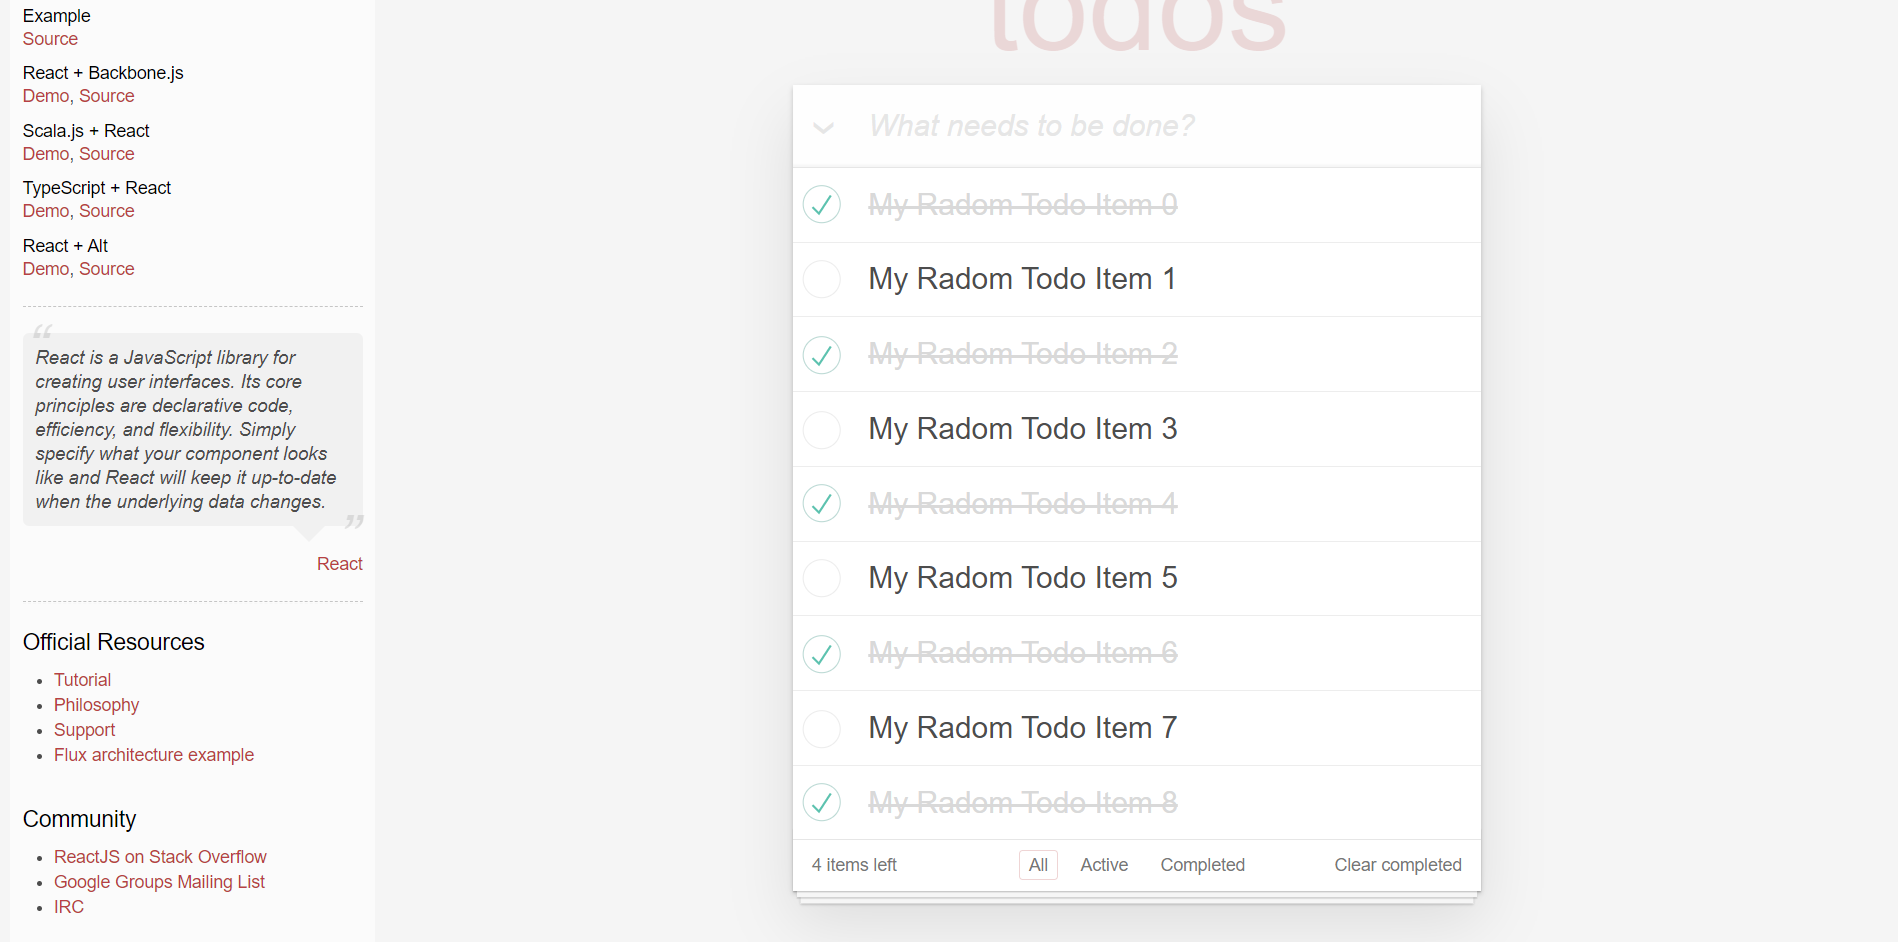 Example
Source
React + Backbone.js
Demo, Source
Scala.js + React
Demo, Source
TypeScript + React
Demo, Source
React + Alt
Demo, Source
“
React is a JavaScript library for
creating user interfaces. Its core
principles are declarative code,
efficiency, and flexibility. Simply
specify what your component looks
like and React will keep it up-to-date
when the underlying data changes.
”
React
Official Resources
Tutorial
Philosophy
Support
Flux architecture example
Community
ReactJS on Stack Overflow
Google Groups Mailing List
IRC
todos
What needs to be done?
My Radom Todo Item 0
My Radom Todo Item 1
My Radom Todo Item 2
My Radom Todo Item 3
My Radom Todo Item 4
My Radom Todo Item 5
My Radom Todo Item 6
My Radom Todo Item 7
My Radom Todo Item 8
4 items left All Active Completed Clear completed